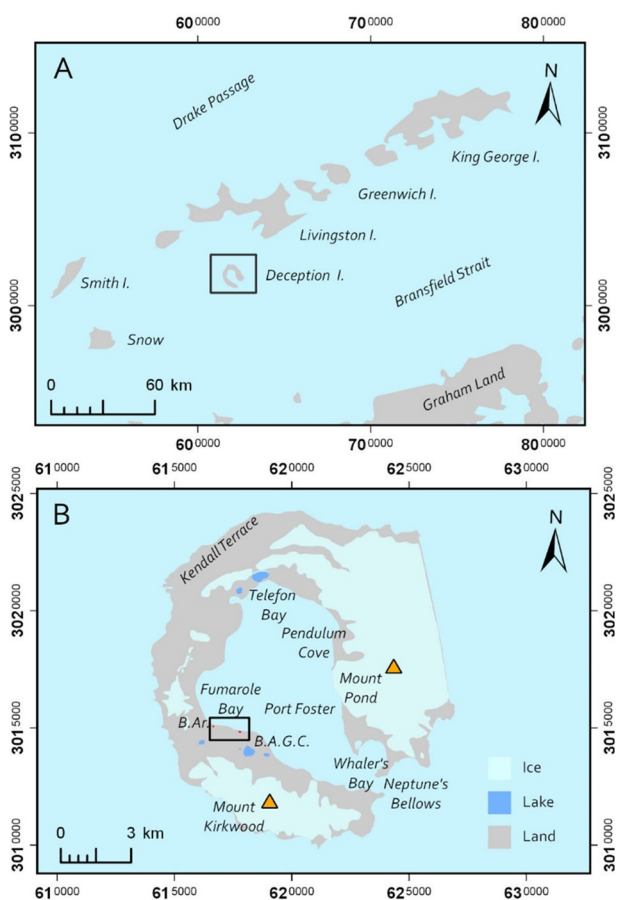 600000 700000 800000
A
N
Drake Passage
3100000 3100000
King George I.
Greenwich I.
Livingston I.
Deception I.
Smith I.
Bransfield Strait
3000000 3000000
Snow
0 60 km
Graham Land
600000 700000 800000
610000 615000 620000 625000 630000
3025000 3025000
B
N
Kendall Terrace
Telefon
Bay
3020000 3020000
Pendulum
Cove
Mount
Pond
Fumarole
Bay
Port Foster
B.Ar.
3015000 3015000
B.A.G.C.
Whaler's
Bay
Neptune's
Bellows
Ice
Lake
Land
Mount
Kirkwood
0 3 km
3010000 3010000
610000 615000 620000 625000 630000